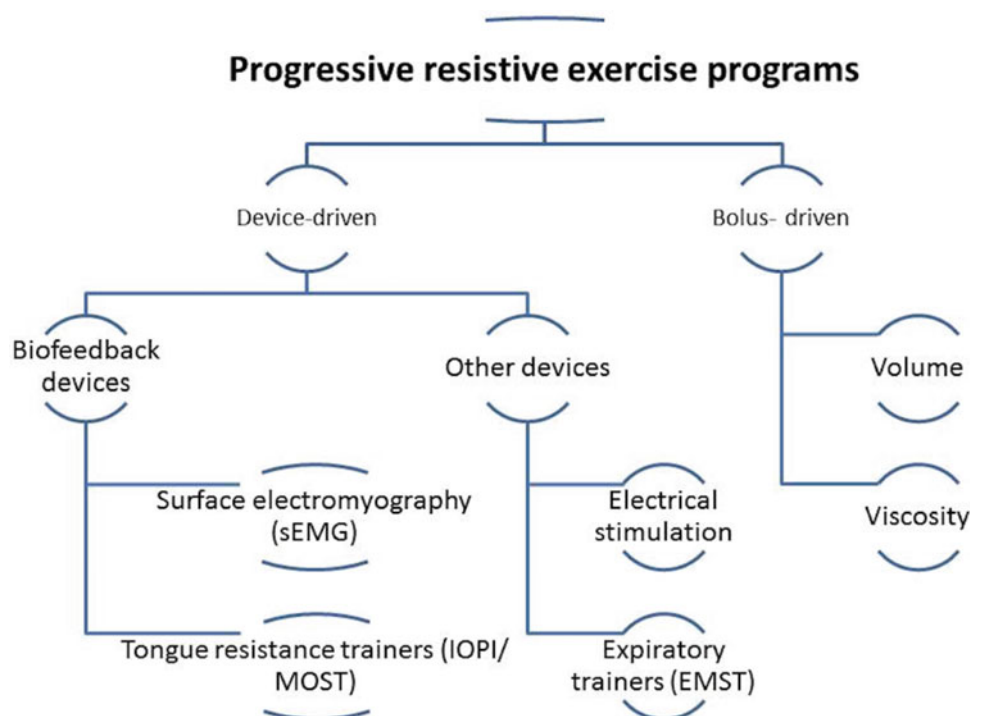 Progressive resistive exercise programs
Device-driven
Bolus- driven
Biofeedback
devices
Other devices
Volume
Surface electromyography
(sEMG)
Electrical
stimulation
Viscosity
Tongue resistance trainers (IOPI/
MOST)
Expiratory
trainers (EMST)